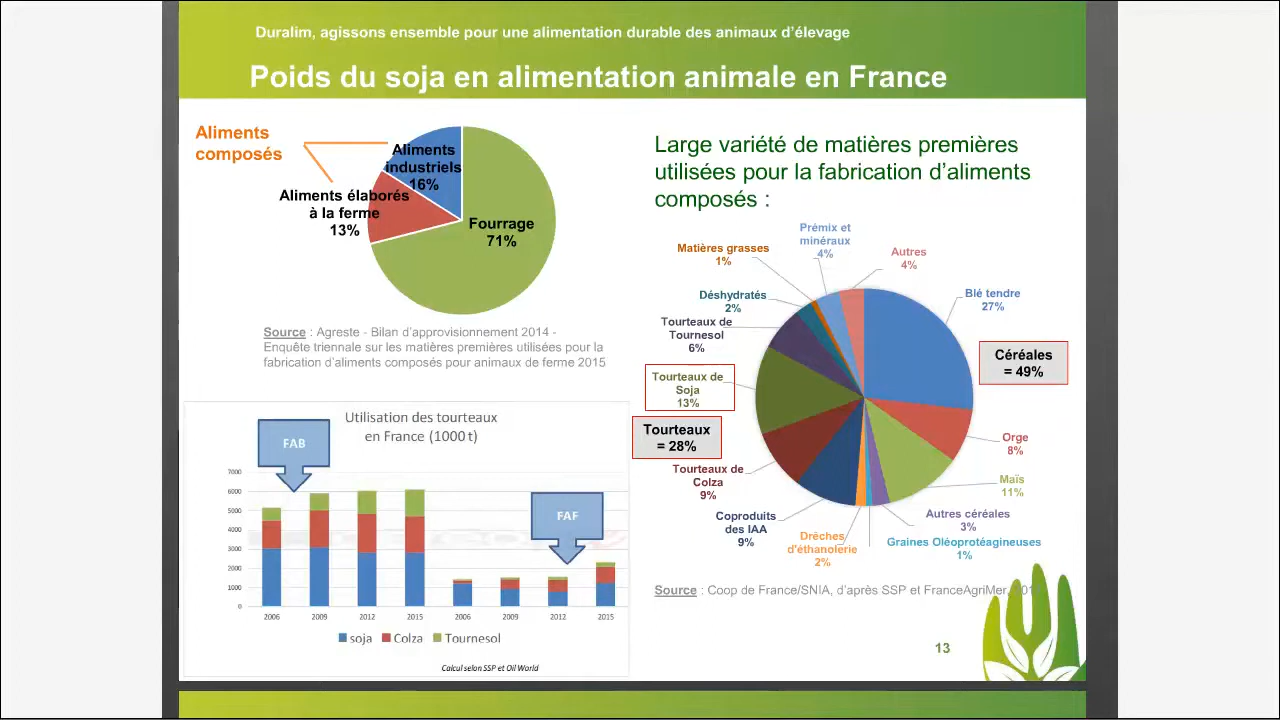 Duralim, agissons ensemble pour une alimentation durable des animaux d'élevage
Poids du soja en alimentation animale en France
Aliments
composés
Aliments
industriels
16%
Aliments élaborés
à la ferme
13%
Fourrage
71%
Source : Agreste - Bilan d'approvisionnement 2014 -
Enquête triennale sur les matières premières utilisées pour la
fabrication d'aliments composés pour animaux de ferme 2015
Utilisation des tourteaux
en France (1000 t)
FAB
FAF
7000
6000
5000
4000
3000
2000
1000
0
2006
2009
2012
2015
2006
2009
2012
2015
soja
Colza
Tournesol
Calcul selon SSP et Oil World
Large variété de matières premières
utilisées pour la fabrication d'aliments
composés :
Prémix et
minéraux
4%
Matières grasses
1%
Autres
4%
Déshydratés
2%
Blé tendre
27%
Tourteaux de
Tournesol
6%
Céréales
= 49%
Tourteaux de
Soja
13%
Tourteaux
= 28%
Orge
8%
Tourteaux de
Colza
9%
Maïs
11%
Coproduits
des IAA
9%
Autres céréales
3%
Drêches
d'éthanolerie
2%
Graines Oléoprotéagineuses
1%
Source : Coop de France/SNIA, d'après SSP et FranceAgriMer,
13